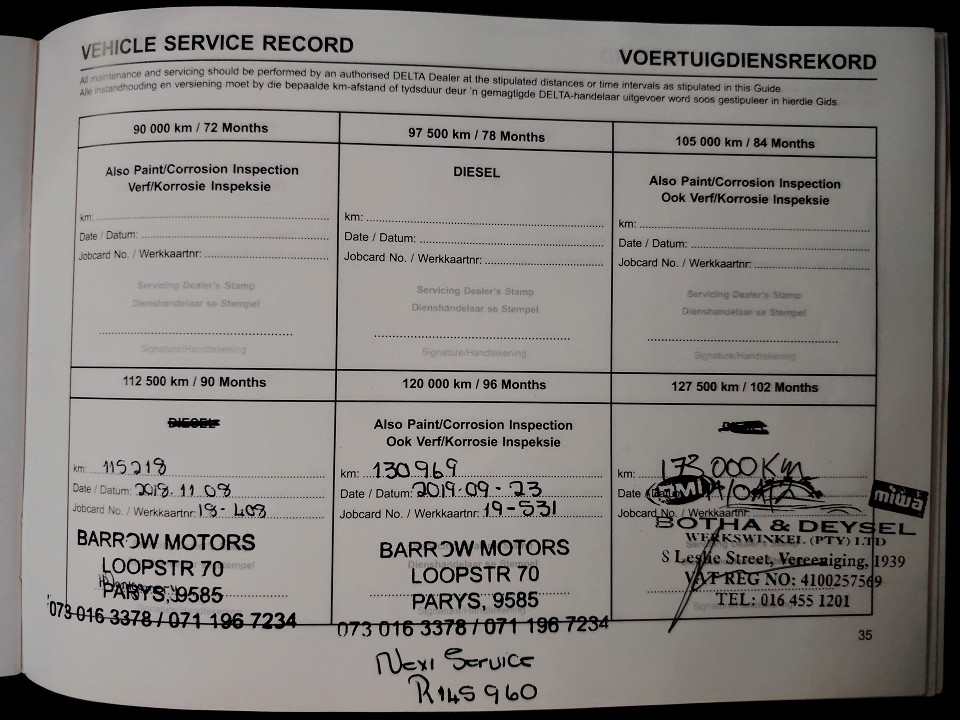 VEHICLE SERVICE RECORD
VOERTUIGDIENSREKORD
All maintenance and servicing should be performed by an authorised DELTA Dealer at the stipulated distances or time intervals as stipulated in this Guide.
Alle instandhouding en versiening moet by die bepaalde km-afstand of tydsduur deur 'n gemagtigde DELTA-handelaar uitgevoer word soos gestipuleer in hierdie Gids.
90 000 km / 72 Months
Also Paint/Corrosion Inspection
Verf/Korrosie Inspeksie
km:
Date / Datum:
Jobcard No. / Werkkaartnr:
Servicing Dealer's Stamp
Dienshandelaar se Stempel
Signature/Handtekening
97 500 km / 78 Months
DIESEL
km:
Date / Datum:
Jobcard No. / Werkkaartnr:
Servicing Dealer's Stamp
Dienshandelaar se Stempel
Signature/Handtekening
105 000 km / 84 Months
Also Paint/Corrosion Inspection
Ook Verf/Korrosie Inspeksie
km:
Date / Datum:
Jobcard No. / Werkkaartnr:
Servicing Dealer's Stamp
Dienshandelaar se Stempel
Signature/Handtekening
112 500 km / 90 Months
DIESEL
km: 115218
Date / Datum: 2018.11.08
Jobcard No. / Werkkaartnr: 18-408
BARROW MOTORS
LOOPSTR 70
PARYS, 9585
073 016 3378 / 071 196 7234
120 000 km / 96 Months
Also Paint/Corrosion Inspection
Ook Verf/Korrosie Inspeksie
km: 130969
Date / Datum: 2019-09-23
Jobcard No. / Werkkaartnr: 19-531
BARROW MOTORS
LOOPSTR 70
PARYS, 9585
073 016 3378 / 071 196 7234
127 500 km / 102 Months
km: 173 000 Km
Date / Datum:
RMI
miwa
Jobcard No. / Werkkaartnr:
BOTHA & DEYSEL
WERKSWINKEL (PTY) LTD
8 Leslie Street, Vereeniging, 1939
VAT REG NO: 4100257569
TEL: 016 455 1201
35
Next Service
R145960